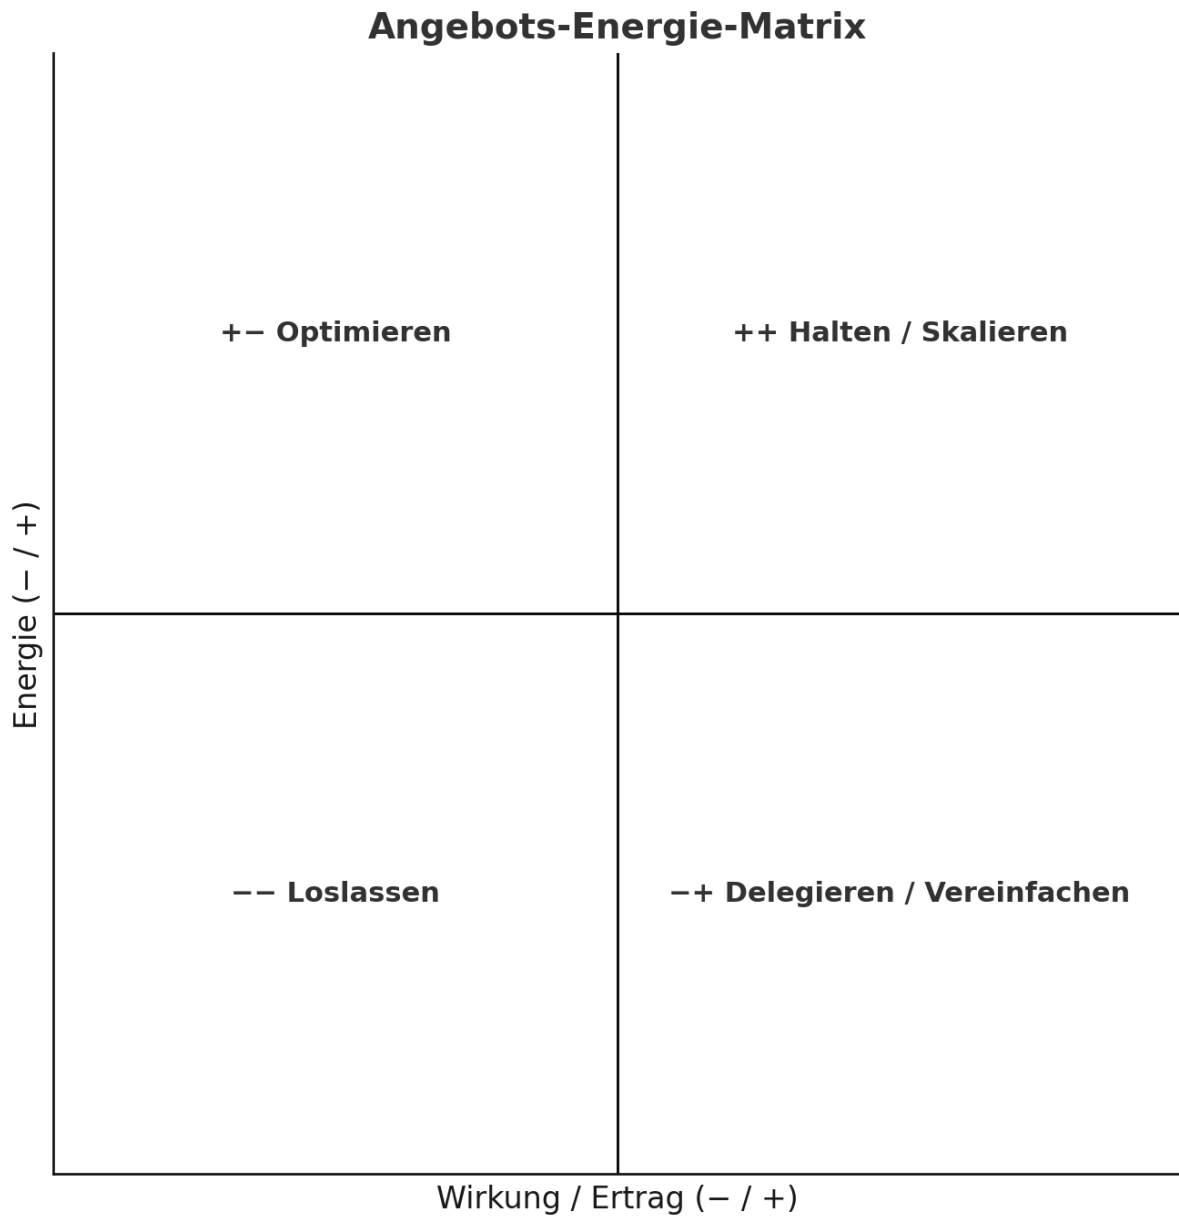 Angebots-Energie-Matrix
+− Optimieren
++ Halten / Skalieren
Energie (− / +)
−− Loslassen
−+ Delegieren / Vereinfachen
Wirkung / Ertrag (− / +)